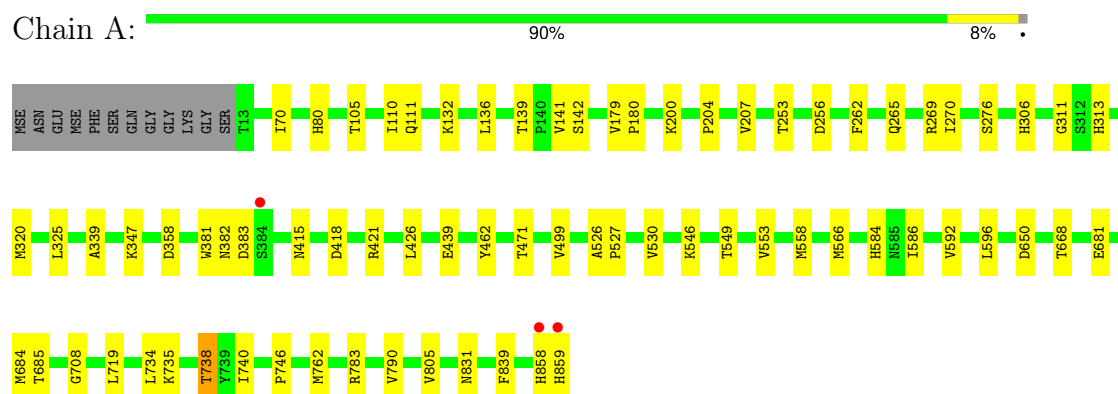 Chain A:
90% 8% •
MSE ASN GLU MSE PHE SER GLN GLY GLY LYS GLY SER T13 I70 H80 T105 I110 Q111 K132 L136 T139 P140 V141 S142 V179 P180 K200 P204 V207 T253 D256 F262 Q265 R269 I270 S276 H306 G311 S312 H313
M320 L325 A339 K347 D358 W381 N382 D383 S384 N415 D418 R421 L426 E439 Y462 T471 V499 A526 P527 V530 K546 T549 V553 M558 M566 H584 N585 I586 V592 L596 D650 T668 E681
M684 T685 G708 L719 L734 K735 T738 Y739 I740 P746 M762 R783 V790 V805 N831 F839 H858 H859